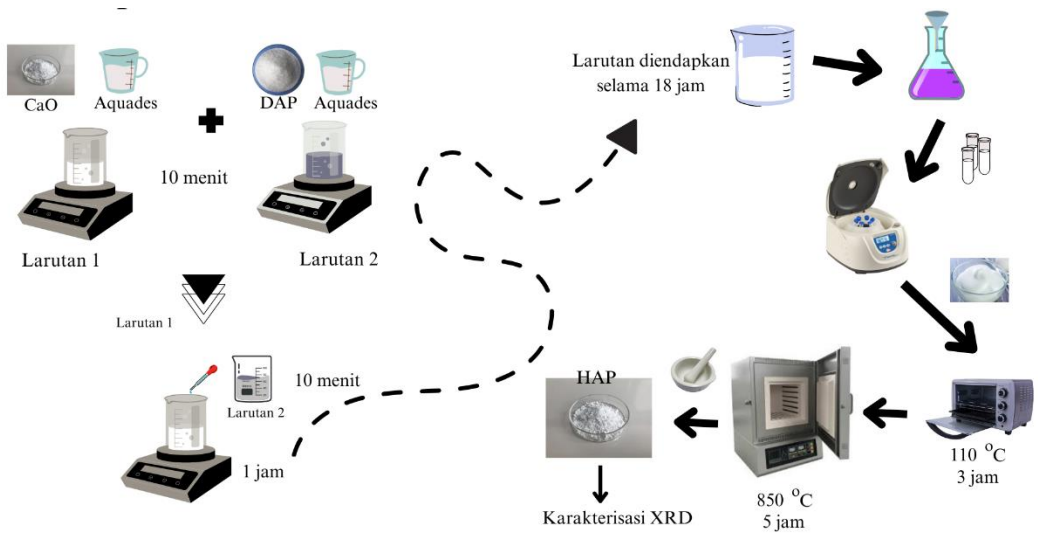 CaO
Aquades
DAP
Aquades
10 menit
Larutan 1
Larutan 2
Larutan 1
Larutan 2
10 menit
1 jam
Larutan diendapkan
selama 18 jam
110 °C
3 jam
850 °C
5 jam
HAP
Karakterisasi XRD